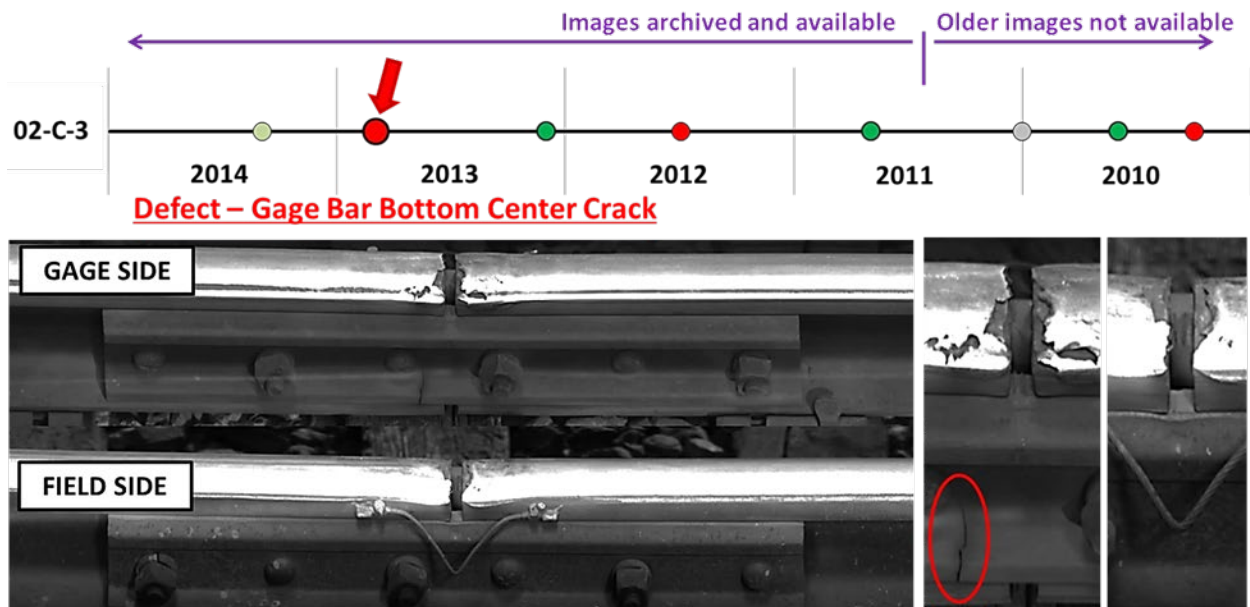 Images archived and available
Older images not available
02-C-3
2014
2013
2012
2011
2010
Defect – Gage Bar Bottom Center Crack
GAGE SIDE
FIELD SIDE